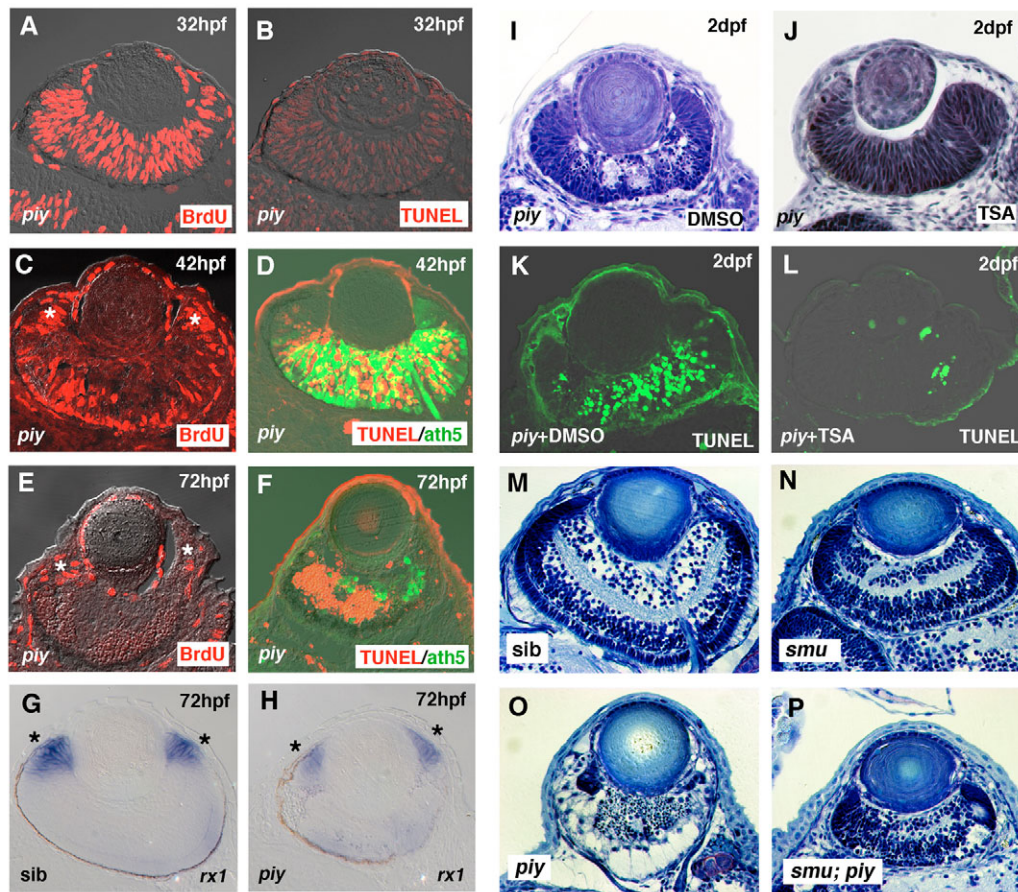 A 32hpf
piy BrdU
B 32hpf
piy TUNEL
C 42hpf
* *
piy BrdU
D 42hpf
piy TUNEL/ath5
E 72hpf
* *
piy BrdU
F 72hpf
piy TUNEL/ath5
G 72hpf
* *
sib rx1
H 72hpf
* *
piy rx1
I 2dpf
piy DMSO
J 2dpf
piy TSA
K 2dpf
piy+DMSO TUNEL
L 2dpf
piy+TSA TUNEL
M
sib
N
smu
O
piy
P
smu; piy